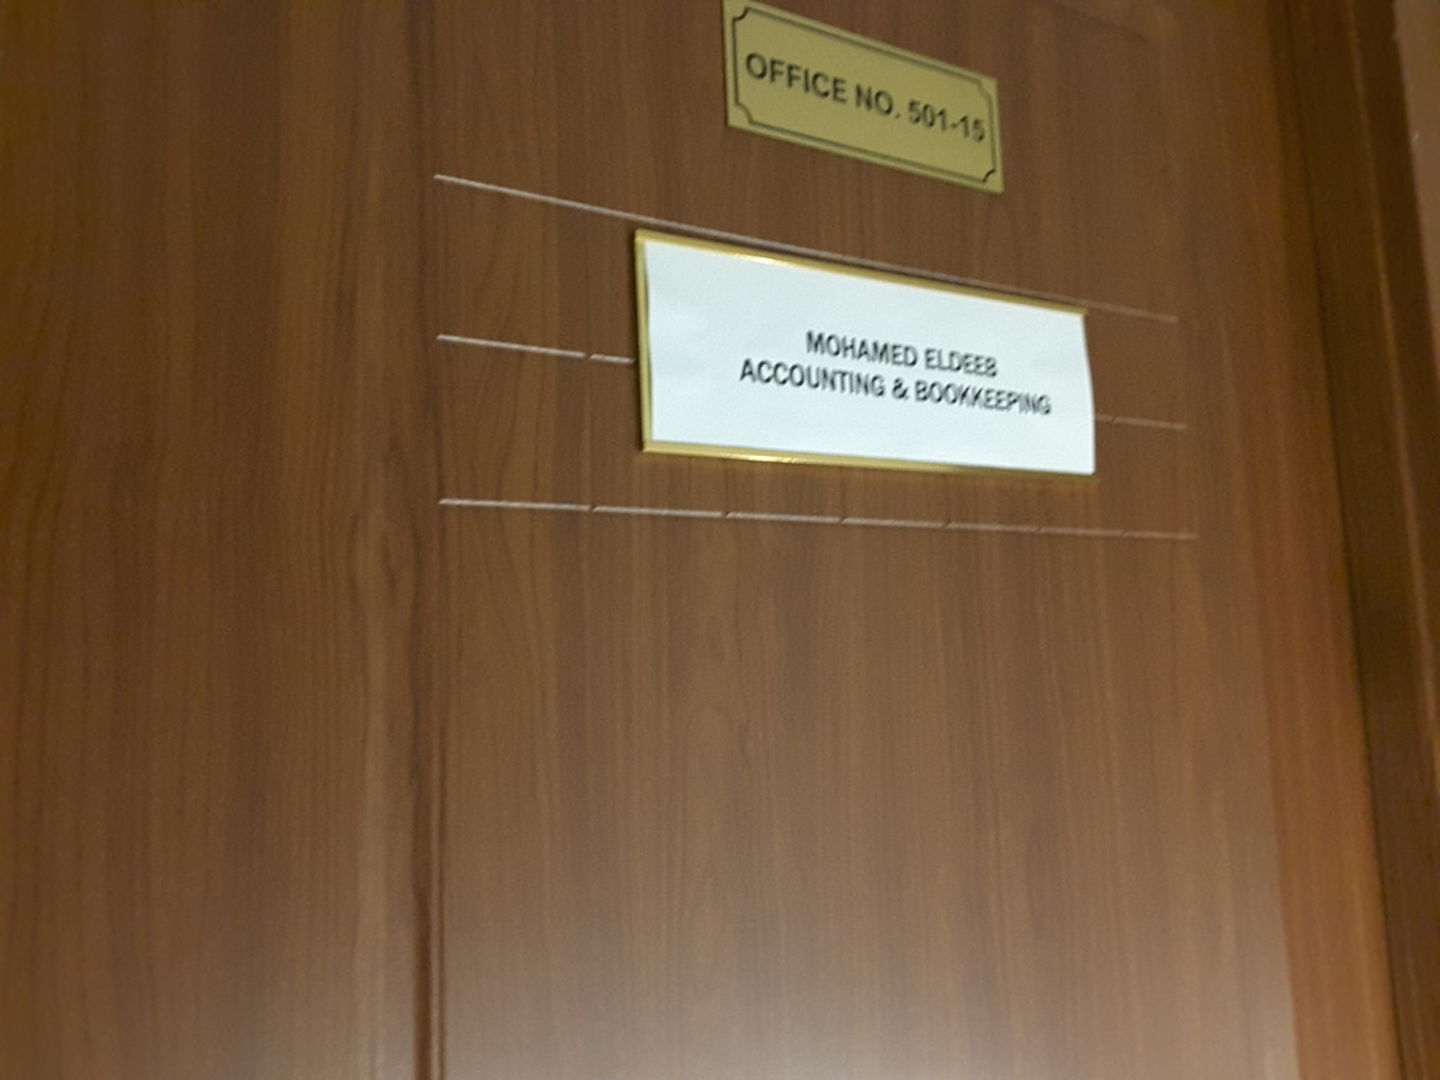 OFFICE NO. 501-15
MOHAMED ELDEEB
ACCOUNTING & BOOKKEEPING